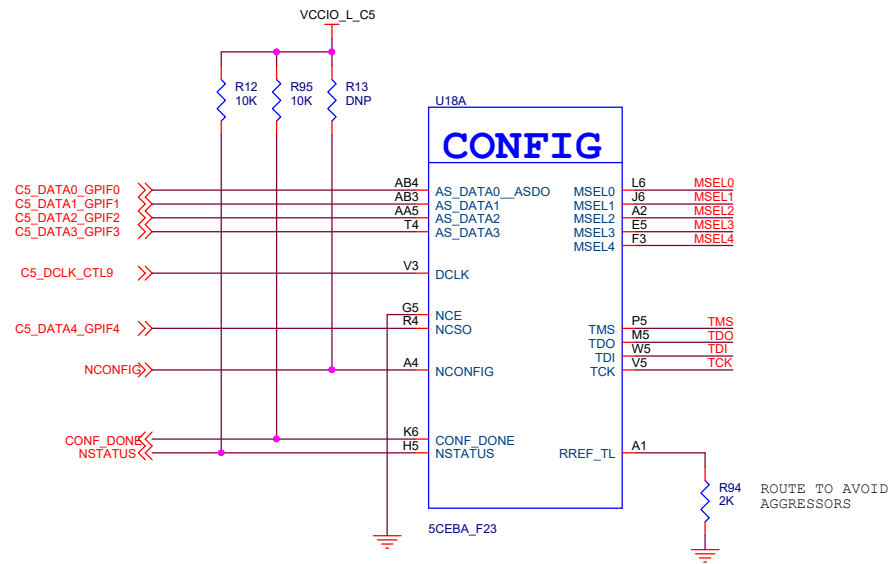 VCCIO_L_C5
R12
10K
R95
10K
R13
DNP
U18A
CONFIG
C5_DATA0_GPIF0 AB4 AS_DATA0__ASDO MSEL0 L6 MSEL0
C5_DATA1_GPIF1 AB3 AS_DATA1 MSEL1 J6 MSEL1
C5_DATA2_GPIF2 AA5 AS_DATA2 MSEL2 A2 MSEL2
C5_DATA3_GPIF3 T4 AS_DATA3 MSEL3 E5 MSEL3
MSEL4 F3 MSEL4
C5_DCLK_CTL9 V3 DCLK
G5 NCE
C5_DATA4_GPIF4 R4 NCSO TMS P5 TMS
TDO M5 TDO
TDI W5 TDI
NCONFIG A4 NCONFIG TCK V5 TCK
CONF_DONE K6 CONF_DONE
NSTATUS H5 NSTATUS RREF_TL A1
R94
2K
ROUTE TO AVOID
AGGRESSORS
5CEBA_F23